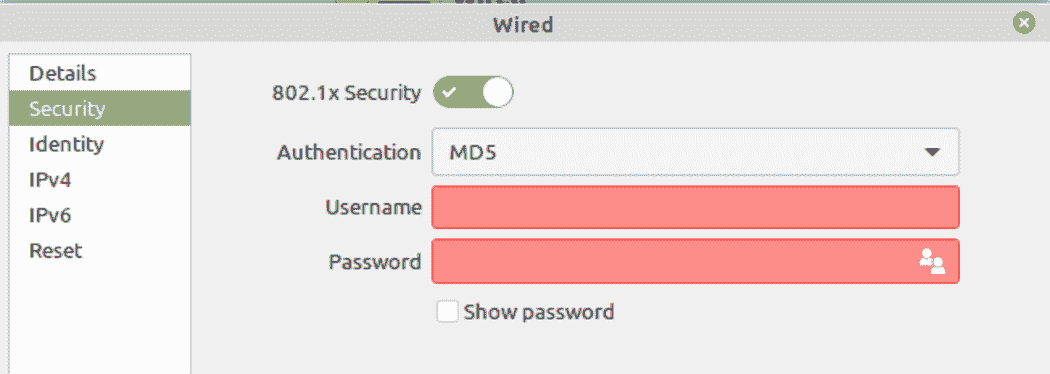 Wired
Details
Security
Identity
IPv4
IPv6
Reset
802.1x Security
Authentication MD5
Username
Password
Show password